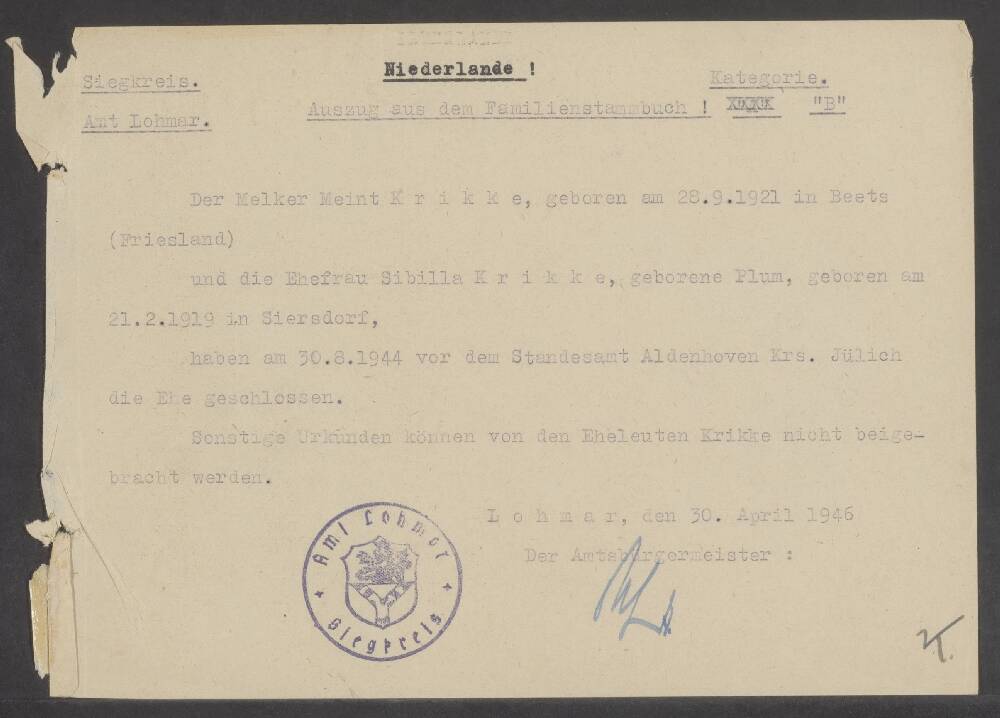 Niederlande !
Siegkreis. Kategorie.
Auszug aus dem Familienstammbuch ! "B"
Amt Lohmar.
Der Melker Meint K r i k k e, geboren am 28.9.1921 in Beets
(Friesland)
und die Ehefrau Sibilla K r i k k e, geborene Plum, geboren am
21.2.1919 in Siersdorf,
haben am 30.8.1944 vor dem Standesamt Aldenhoven Krs. Jülich
die Ehe geschlossen.
Sonstige Urkunden können von den Eheleuten Krikke nicht beige-
bracht werden.
L o h m a r, den 30. April 1946
Der Amtsbürgermeister :
Amt Lohmar
Siegkreis